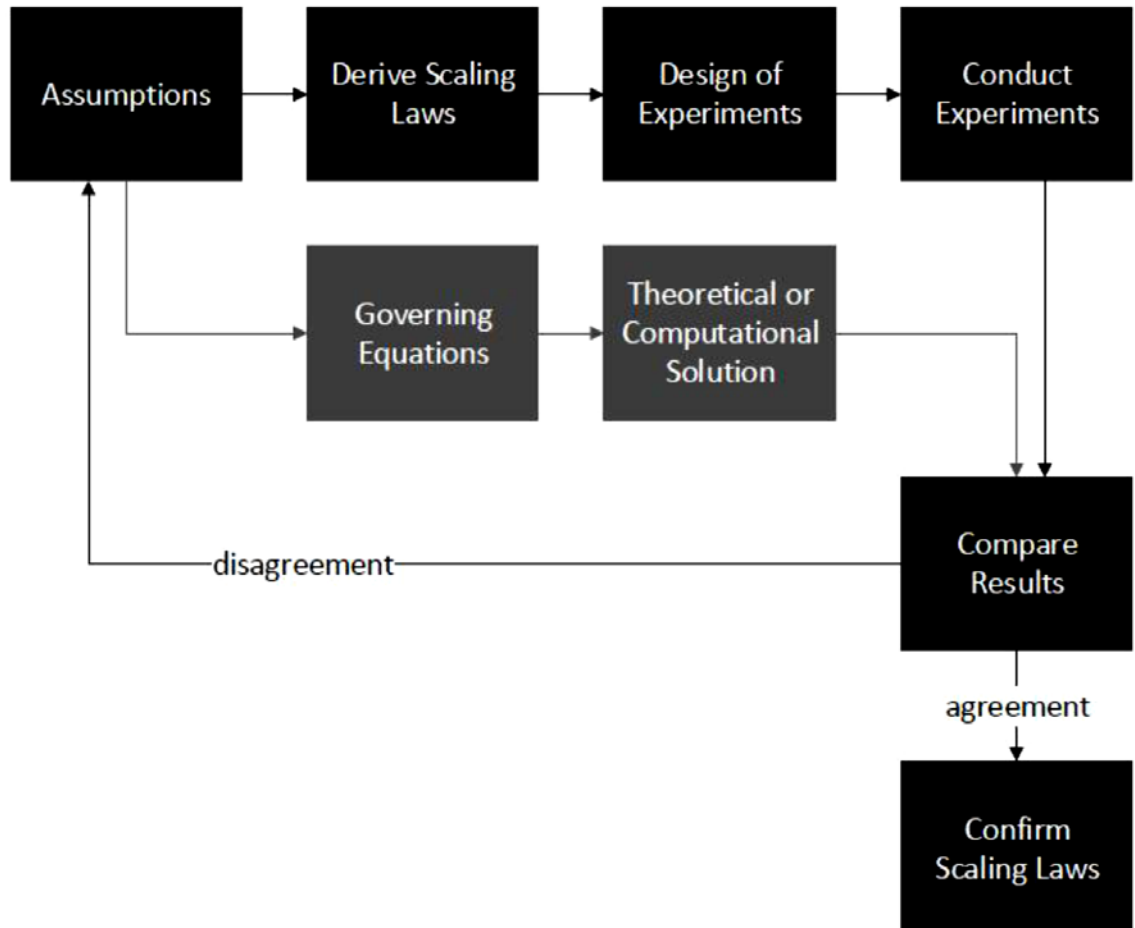 Assumptions
Derive Scaling
Laws
Design of
Experiments
Conduct
Experiments
Governing
Equations
Theoretical or
Computational
Solution
Compare
Results
disagreement
agreement
Confirm
Scaling Laws